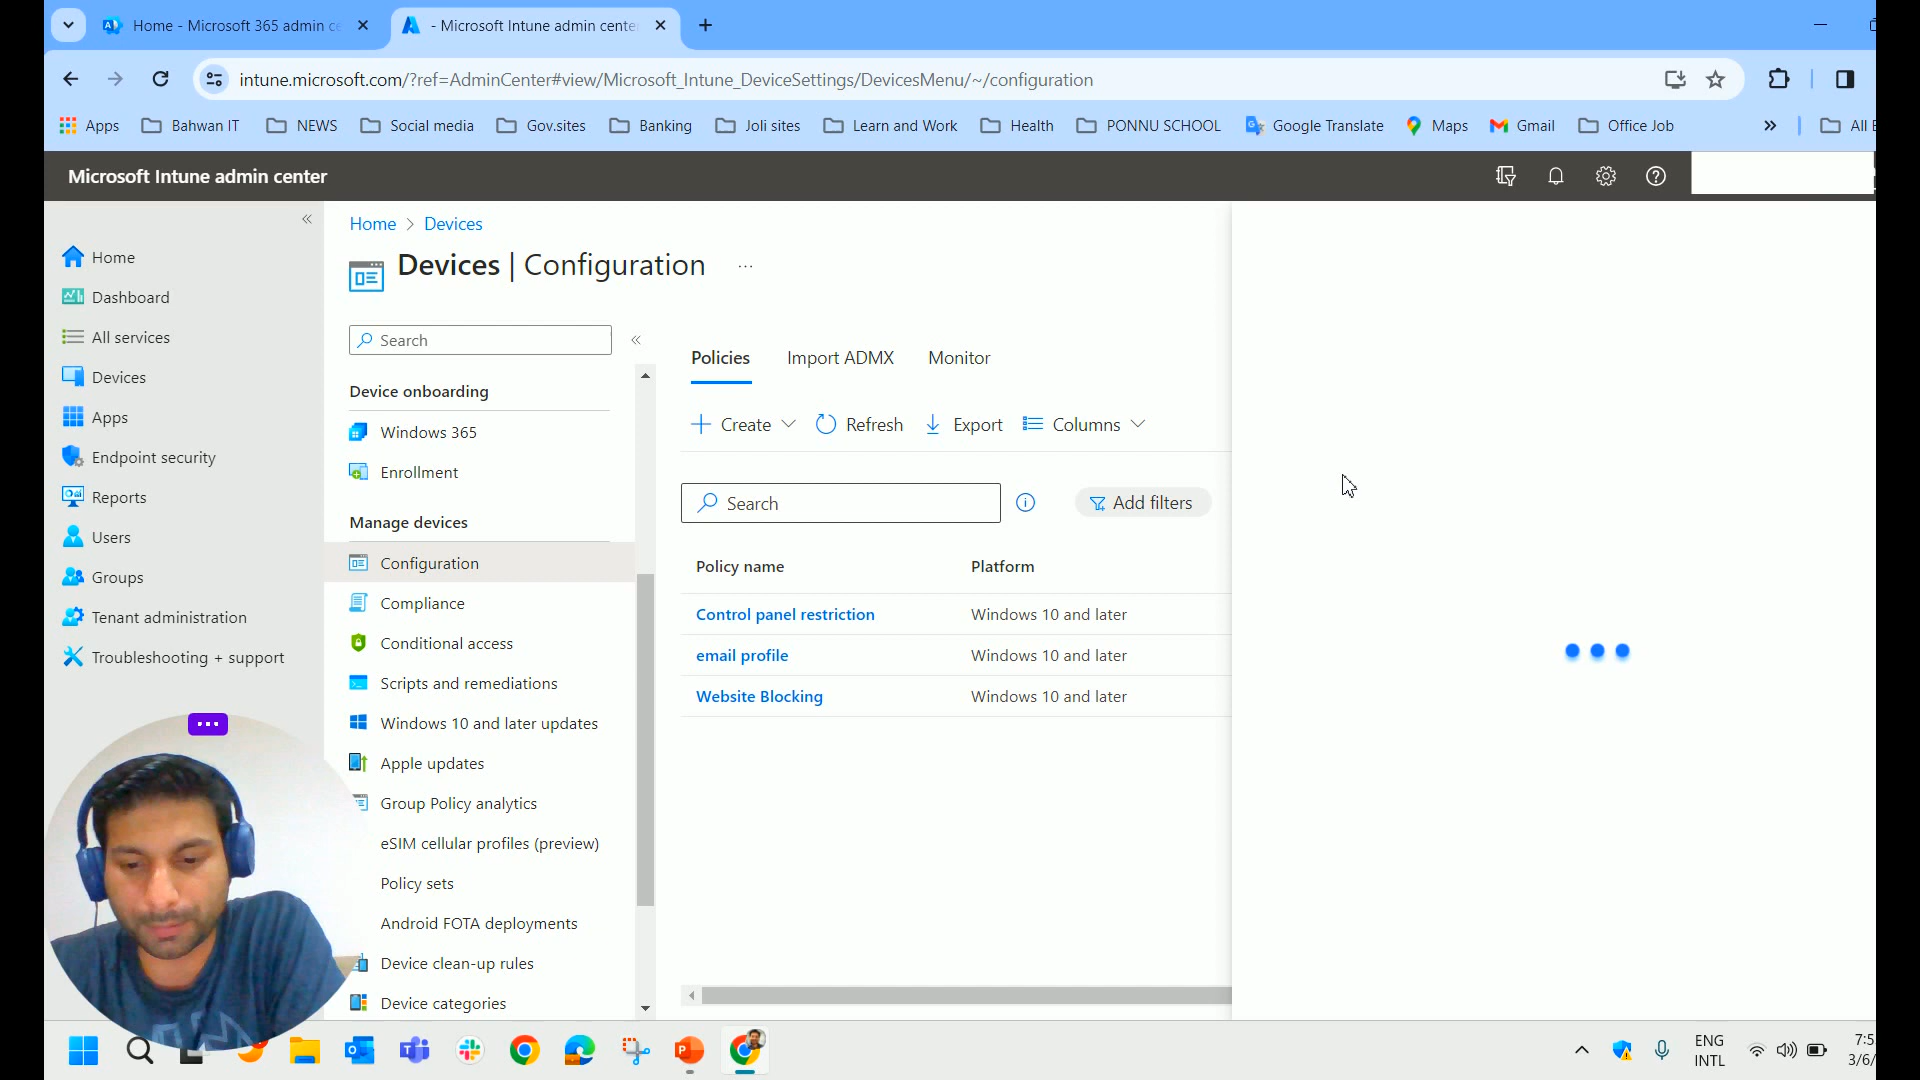 Home - Microsoft 365 admin ce
- Microsoft Intune admin cente
intune.microsoft.com/?ref=AdminCenter#view/Microsoft_Intune_DeviceSettings/DevicesMenu/~/configuration
Apps
Bahwan IT
NEWS
Social media
Gov.sites
Banking
Joli sites
Learn and Work
Health
PONNU SCHOOL
Google Translate
Maps
Gmail
Office Job
All
Microsoft Intune admin center
Home
Dashboard
All services
Devices
Apps
Endpoint security
Reports
Users
Groups
Tenant administration
Troubleshooting + support
Home > Devices
Devices | Configuration
Search
Device onboarding
Windows 365
Enrollment
Manage devices
Configuration
Compliance
Conditional access
Scripts and remediations
Windows 10 and later updates
Apple updates
Group Policy analytics
eSIM cellular profiles (preview)
Policy sets
Android FOTA deployments
Device clean-up rules
Device categories
Policies
Import ADMX
Monitor
Create
Refresh
Export
Columns
Search
Add filters
Policy name
Platform
Control panel restriction
Windows 10 and later
email profile
Windows 10 and later
Website Blocking
Windows 10 and later
ENG
INTL
7:5
3/6/